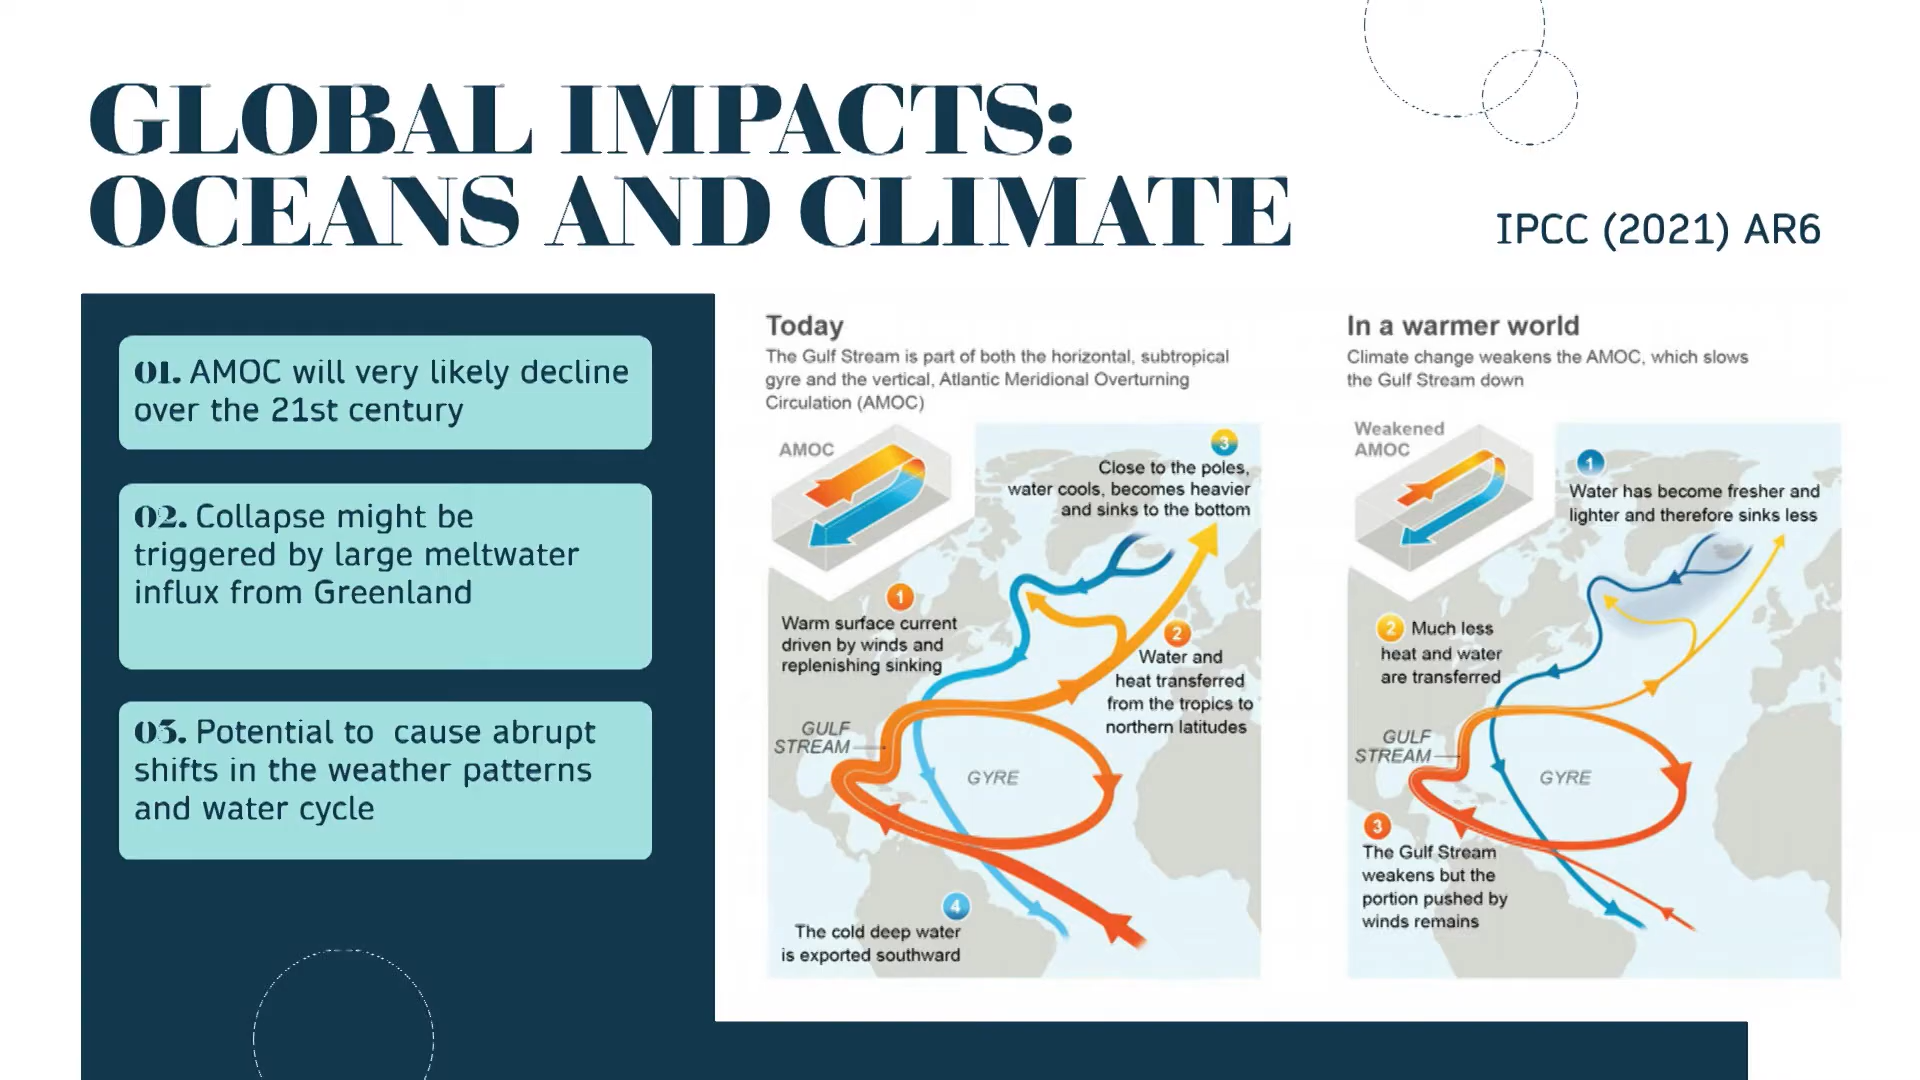 GLOBAL IMPACTS:
OCEANS AND CLIMATE
IPCC (2021) AR6
01. AMOC will very likely decline
over the 21st century
02. Collapse might be
triggered by large meltwater
influx from Greenland
03. Potential to  cause abrupt
shifts in the weather patterns
and water cycle
Today
The Gulf Stream is part of both the horizontal, subtropical
gyre and the vertical, Atlantic Meridional Overturning
Circulation (AMOC)
AMOC
3
Close to the poles,
water cools, becomes heavier
and sinks to the bottom
1
Warm surface current
driven by winds and
replenishing sinking
2
Water and
heat transferred
from the tropics to
northern latitudes
GULF
STREAM
GYRE
4
The cold deep water
is exported southward
In a warmer world
Climate change weakens the AMOC, which slows
the Gulf Stream down
Weakened
AMOC
1
Water has become fresher and
lighter and therefore sinks less
2 Much less
heat and water
are transferred
GULF
STREAM
GYRE
3
The Gulf Stream
weakens but the
portion pushed by
winds remains